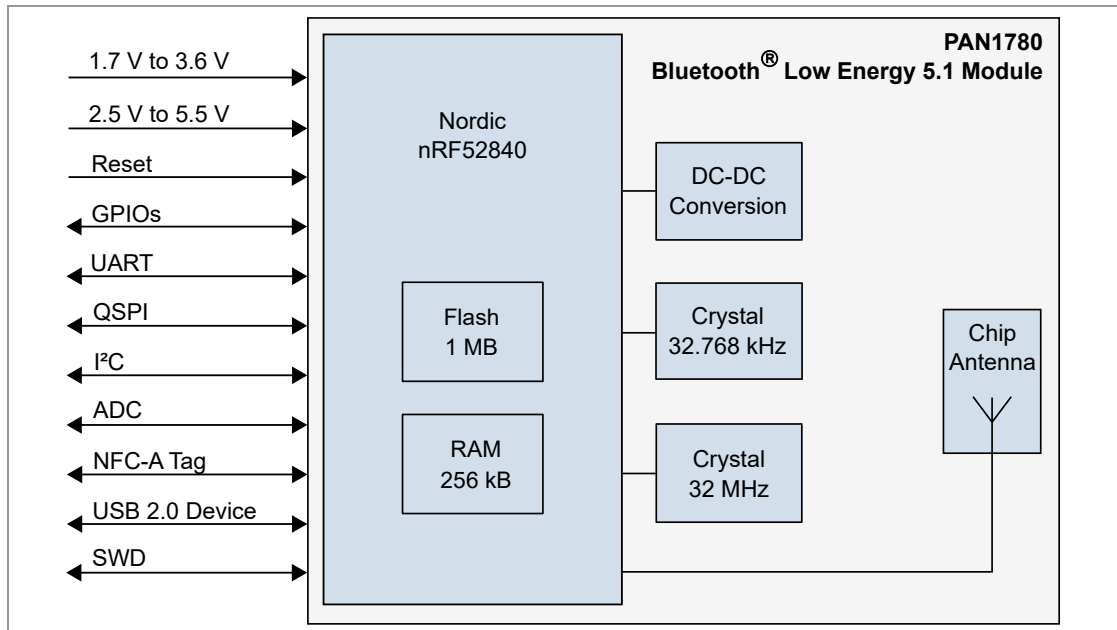 PAN1780
Bluetooth® Low Energy 5.1 Module
1.7 V to 3.6 V
2.5 V to 5.5 V
Reset
GPIOs
UART
QSPI
I²C
ADC
NFC-A Tag
USB 2.0 Device
SWD
Nordic
nRF52840
Flash
1 MB
RAM
256 kB
DC-DC
Conversion
Crystal
32.768 kHz
Crystal
32 MHz
Chip
Antenna